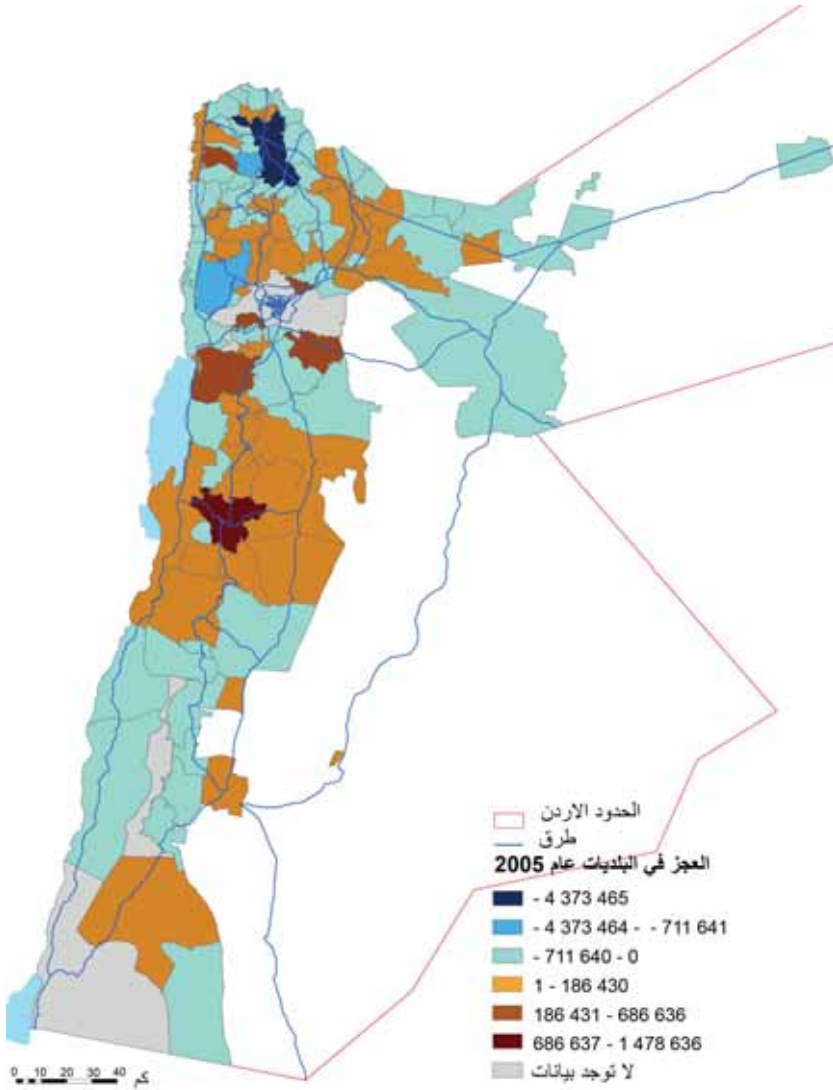 الحدود الاردن
طرق
العجز في البلديات عام 2005
- 4 373 465
- 4 373 464 - - 711 641
- 711 640 - 0
1 - 186 430
186 431 - 686 636
686 637 - 1 478 636
لا توجد بيانات
0 10 20 30 40 كم